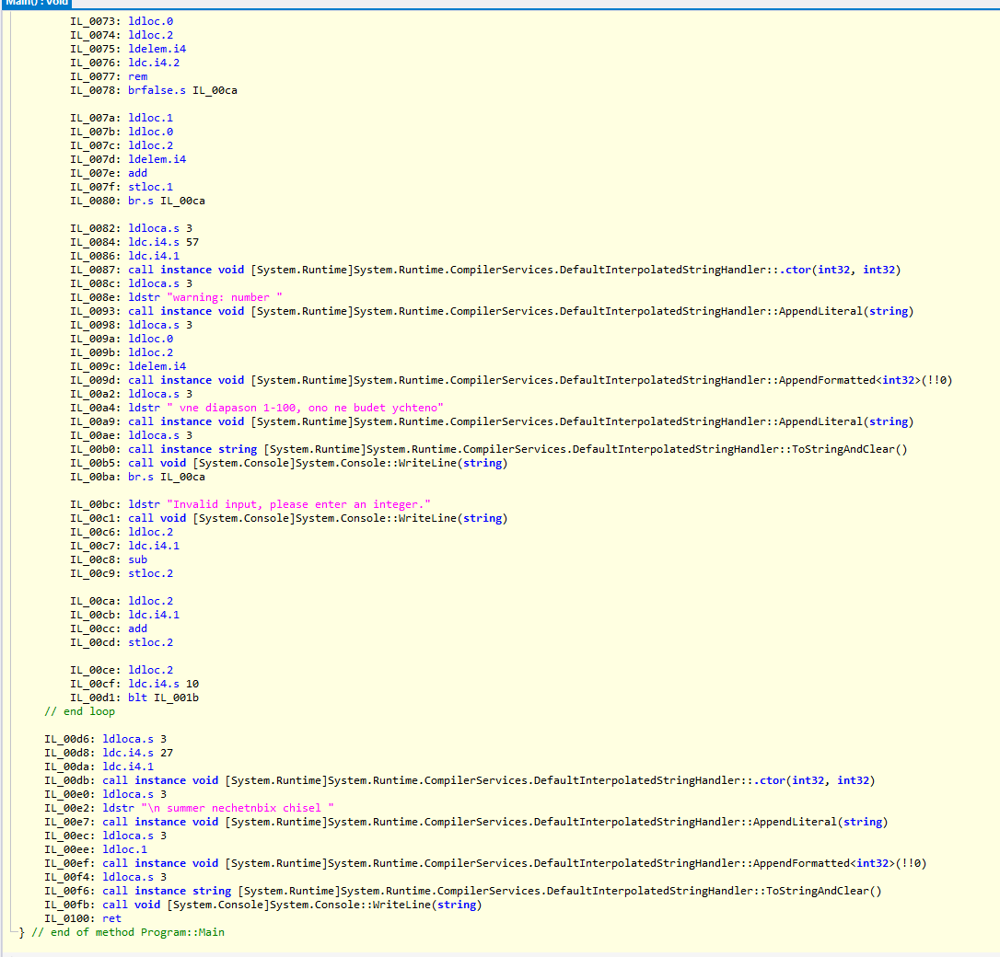 Main() : void
IL_0073: ldloc.0
IL_0074: ldloc.2
IL_0075: ldelem.i4
IL_0076: ldc.i4.2
IL_0077: rem
IL_0078: brfalse.s IL_00ca
IL_007a: ldloc.1
IL_007b: ldloc.0
IL_007c: ldloc.2
IL_007d: ldelem.i4
IL_007e: add
IL_007f: stloc.1
IL_0080: br.s IL_00ca
IL_0082: ldloca.s 3
IL_0084: ldc.i4.s 57
IL_0086: ldc.i4.1
IL_0087: call instance void [System.Runtime]System.Runtime.CompilerServices.DefaultInterpolatedStringHandler::.ctor(int32, int32)
IL_008c: ldloca.s 3
IL_008e: ldstr "warning: number "
IL_0093: call instance void [System.Runtime]System.Runtime.CompilerServices.DefaultInterpolatedStringHandler::AppendLiteral(string)
IL_0098: ldloca.s 3
IL_009a: ldloc.0
IL_009b: ldloc.2
IL_009c: ldelem.i4
IL_009d: call instance void [System.Runtime]System.Runtime.CompilerServices.DefaultInterpolatedStringHandler::AppendFormatted<int32>(!!0)
IL_00a2: ldloca.s 3
IL_00a4: ldstr " vne diapason 1-100, ono ne budet ychteno"
IL_00a9: call instance void [System.Runtime]System.Runtime.CompilerServices.DefaultInterpolatedStringHandler::AppendLiteral(string)
IL_00ae: ldloca.s 3
IL_00b0: call instance string [System.Runtime]System.Runtime.CompilerServices.DefaultInterpolatedStringHandler::ToStringAndClear()
IL_00b5: call void [System.Console]System.Console::WriteLine(string)
IL_00ba: br.s IL_00ca
IL_00bc: ldstr "Invalid input, please enter an integer."
IL_00c1: call void [System.Console]System.Console::WriteLine(string)
IL_00c6: ldloc.2
IL_00c7: ldc.i4.1
IL_00c8: sub
IL_00c9: stloc.2
IL_00ca: ldloc.2
IL_00cb: ldc.i4.1
IL_00cc: add
IL_00cd: stloc.2
IL_00ce: ldloc.2
IL_00cf: ldc.i4.s 10
IL_00d1: blt IL_001b
// end loop
IL_00d6: ldloca.s 3
IL_00d8: ldc.i4.s 27
IL_00da: ldc.i4.1
IL_00db: call instance void [System.Runtime]System.Runtime.CompilerServices.DefaultInterpolatedStringHandler::.ctor(int32, int32)
IL_00e0: ldloca.s 3
IL_00e2: ldstr "\n summer nechetnbix chisel "
IL_00e7: call instance void [System.Runtime]System.Runtime.CompilerServices.DefaultInterpolatedStringHandler::AppendLiteral(string)
IL_00ec: ldloca.s 3
IL_00ee: ldloc.1
IL_00ef: call instance void [System.Runtime]System.Runtime.CompilerServices.DefaultInterpolatedStringHandler::AppendFormatted<int32>(!!0)
IL_00f4: ldloca.s 3
IL_00f6: call instance string [System.Runtime]System.Runtime.CompilerServices.DefaultInterpolatedStringHandler::ToStringAndClear()
IL_00fb: call void [System.Console]System.Console::WriteLine(string)
IL_0100: ret
} // end of method Program::Main